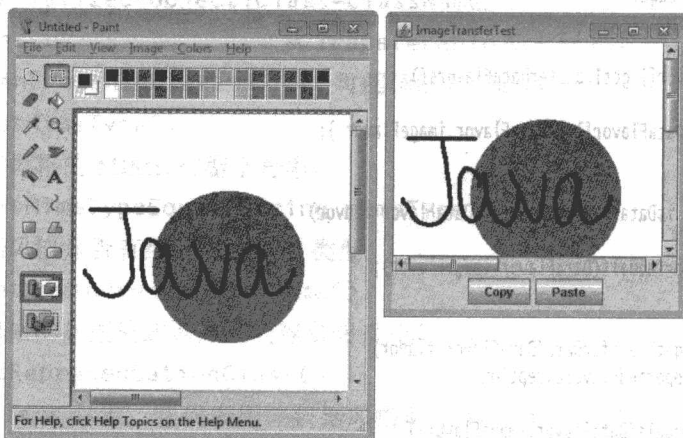 Untitled - Paint
File Edit View Image Colors Help
A
Java
For Help, click Help Topics on the Help Menu.
ImageTransferTest
Java
Copy Paste